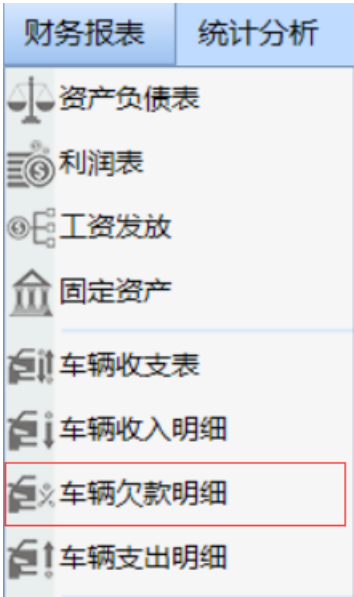 财务报表 统计分析
资产负债表
利润表
工资发放
固定资产
车辆收支表
车辆收入明细
车辆欠款明细
车辆支出明细